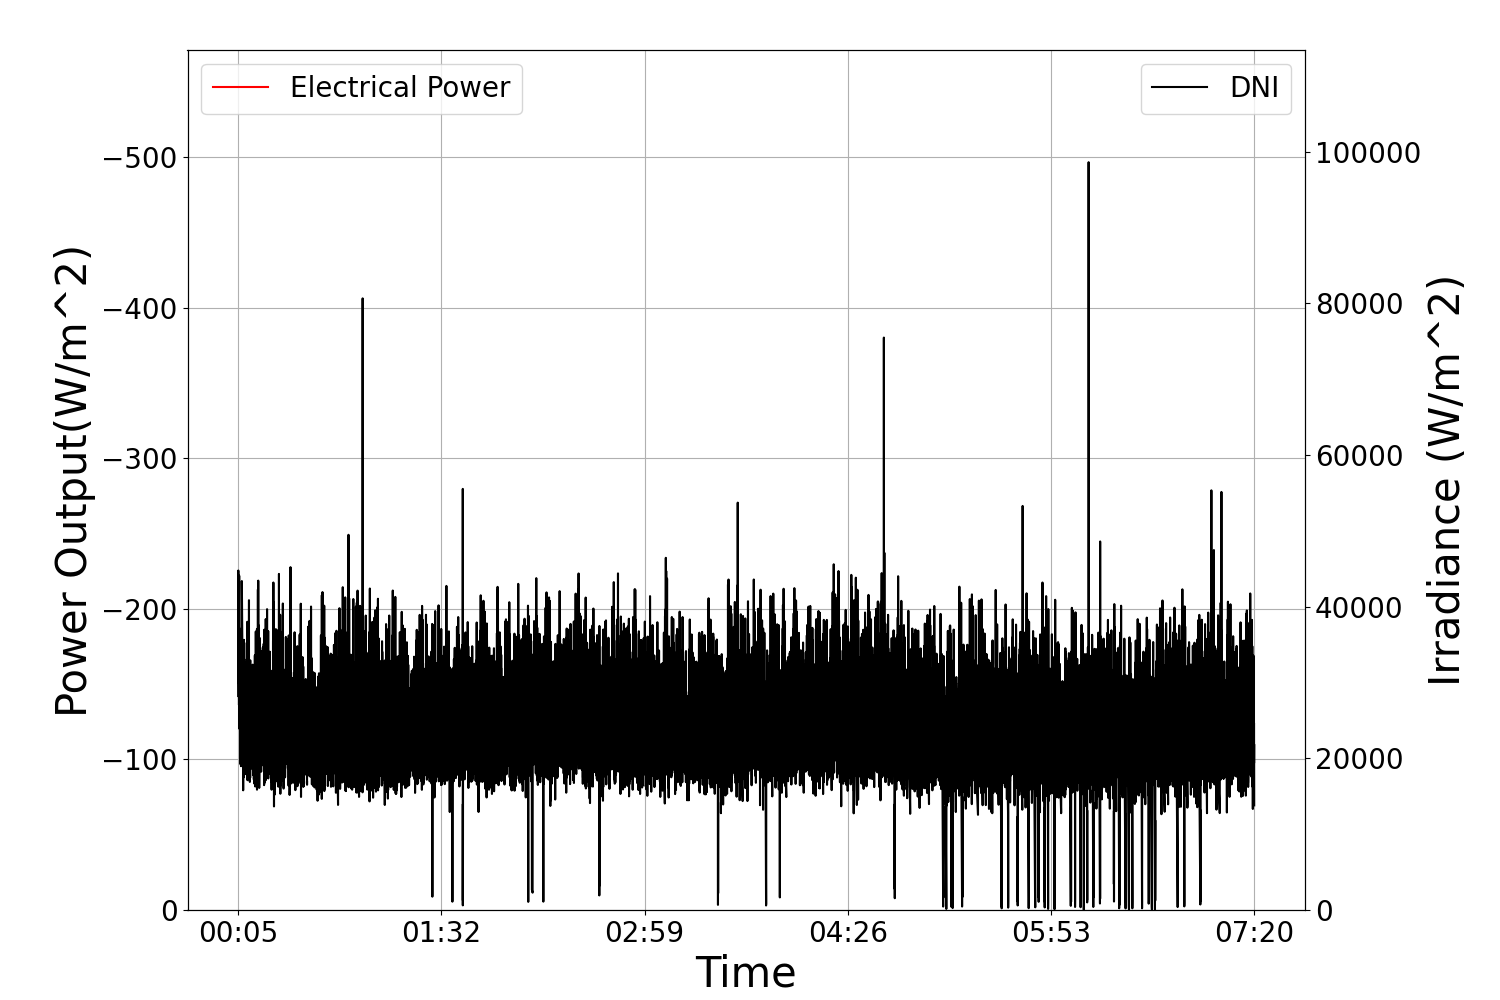 Electrical Power
DNI
Power Output(W/m^2)
−500
−400
−300
−200
−100
0
100000
80000
60000
40000
20000
0
Irradiance (W/m^2)
00:05 01:32 02:59 04:26 05:53 07:20
Time